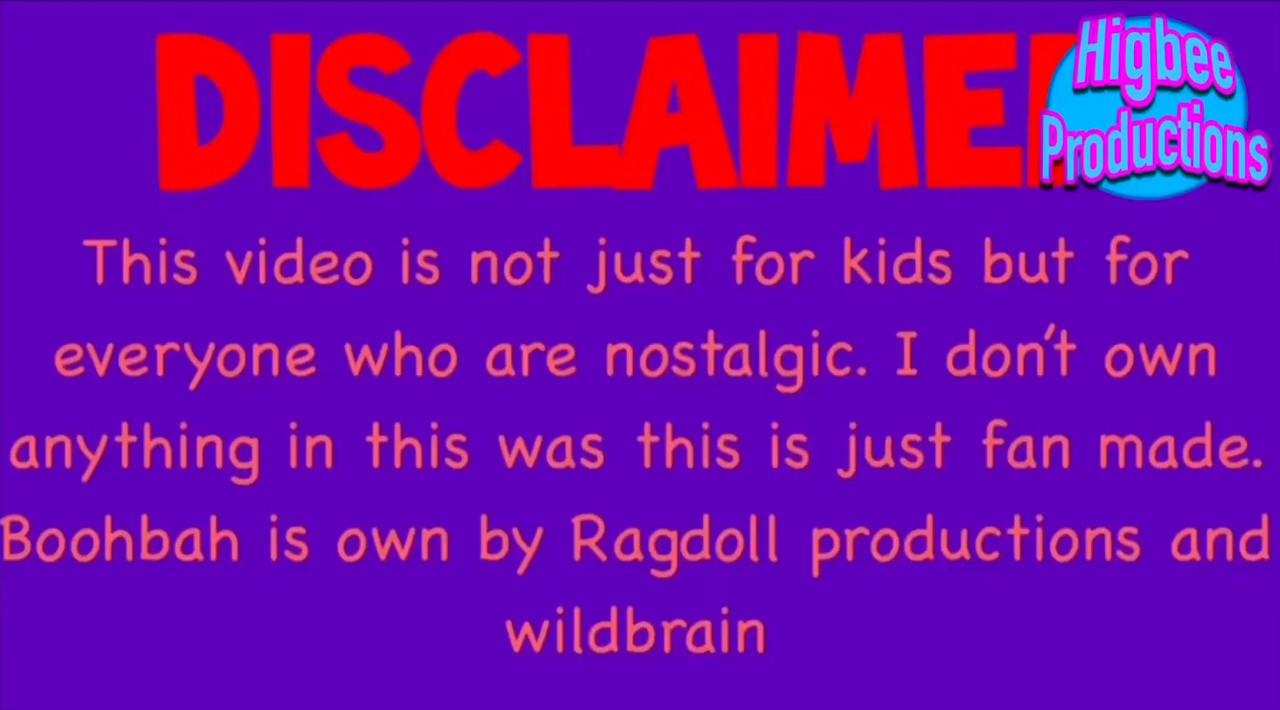 DISCLAIMER
Higbee
Productions
This video is not just for kids but for
everyone who are nostalgic. I don't own
anything in this was this is just fan made.
Boohbah is own by Ragdoll productions and
wildbrain